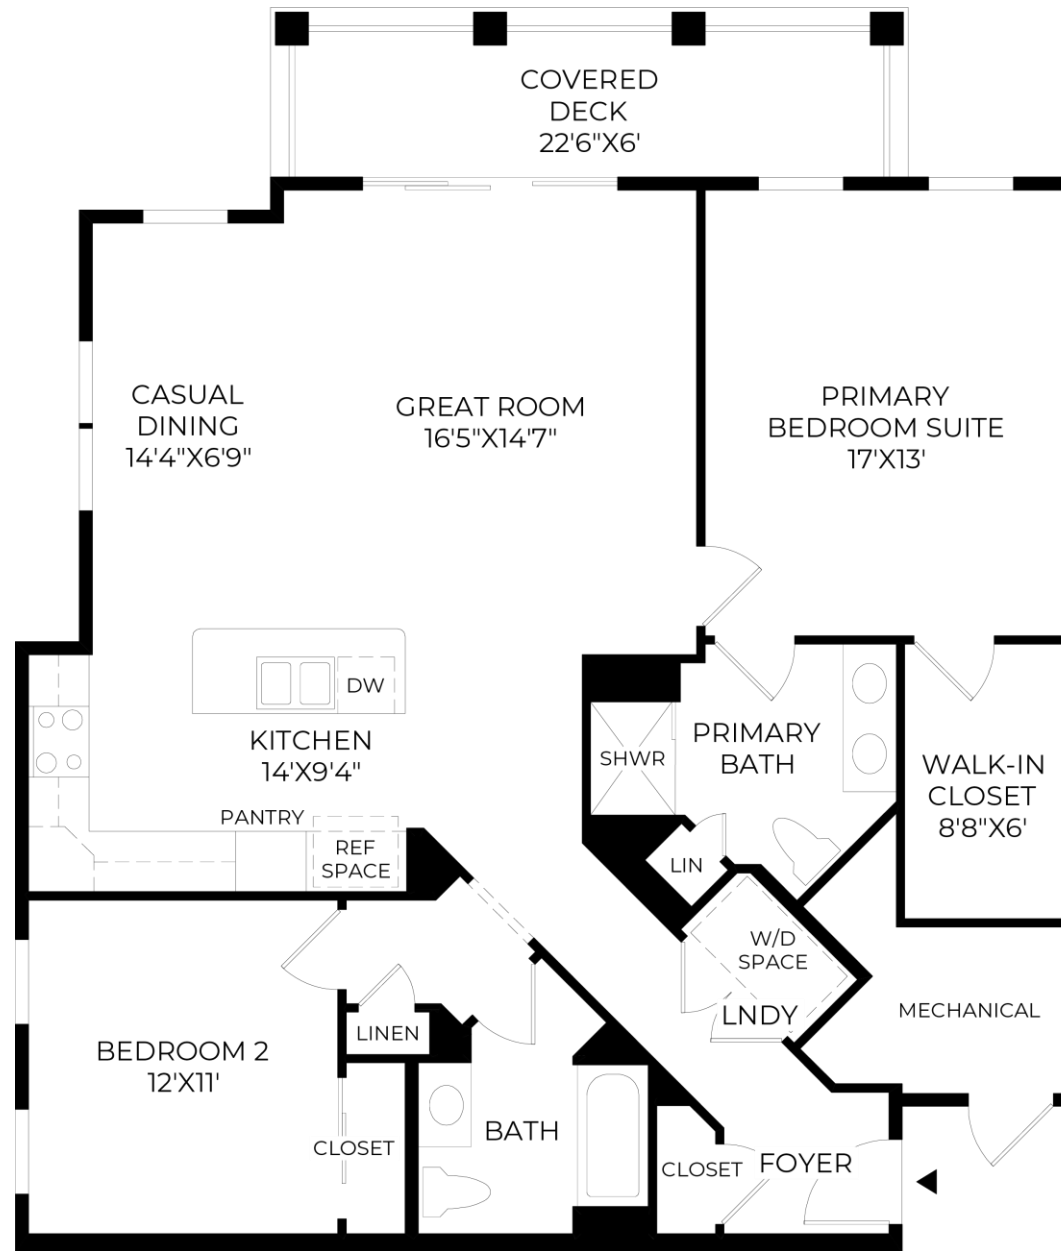 COVERED
DECK
22'6"X6'
CASUAL
DINING
14'4"X6'9"
GREAT ROOM
16'5"X14'7"
PRIMARY
BEDROOM SUITE
17'X13'
DW
KITCHEN
14'X9'4"
PANTRY
REF
SPACE
SHWR
PRIMARY
BATH
WALK-IN
CLOSET
8'8"X6'
LIN
W/D
SPACE
LNDY
MECHANICAL
LINEN
BEDROOM 2
12'X11'
CLOSET
BATH
CLOSET
FOYER